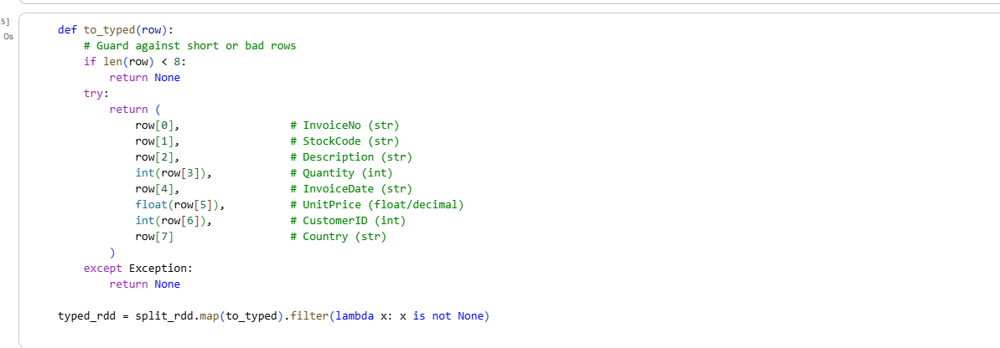 5]
0s
def to_typed(row):
    # Guard against short or bad rows
    if len(row) < 8:
        return None
    try:
        return (
            row[0],                 # InvoiceNo (str)
            row[1],                 # StockCode (str)
            row[2],                 # Description (str)
            int(row[3]),            # Quantity (int)
            row[4],                 # InvoiceDate (str)
            float(row[5]),          # UnitPrice (float/decimal)
            int(row[6]),            # CustomerID (int)
            row[7]                  # Country (str)
        )
    except Exception:
        return None

typed_rdd = split_rdd.map(to_typed).filter(lambda x: x is not None)